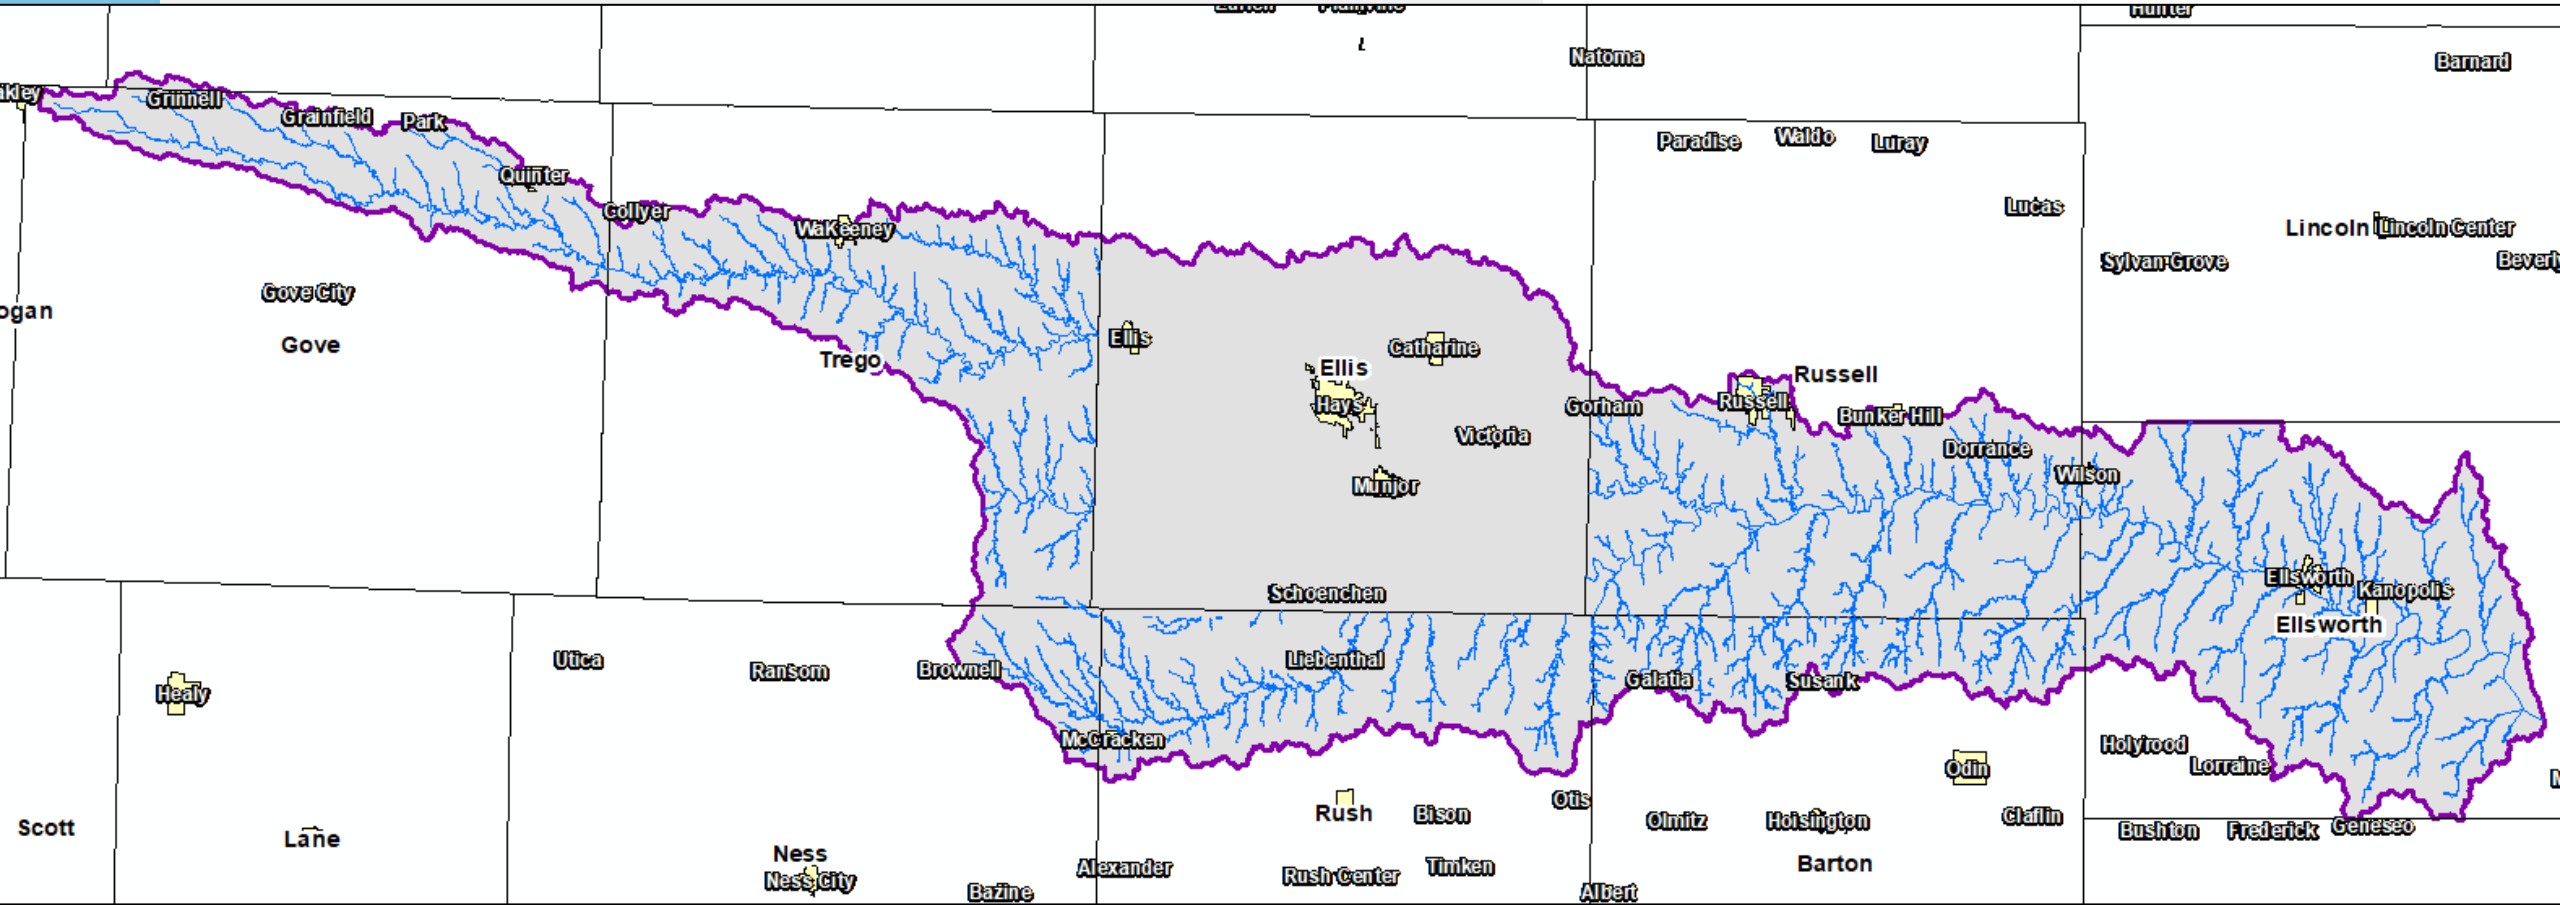 Hunter
Natoma
Barnard
Grinnell
Grainfield
Park
Paradise
Waldo
Luray
Quinter
Collyer
Lucas
WaKeeney
Lincoln
Lincoln Center
Sylvan Grove
Gove City
Gove
Trego
Ellis
Catharine
Ellis
Hays
Victoria
Munjor
Russell
Russell
Gorham
Bunker Hill
Dorrance
Wilson
Schoenchen
Ellsworth
Kanopolis
Ellsworth
Healy
Utica
Ransom
Brownell
Liebenthal
Galatia
Susank
McCracken
Holyrood
Lorraine
Odin
Otis
Scott
Lane
Rush
Bison
Olmitz
Hoisington
Claflin
Bushton
Frederick
Geneseo
Ness
Ness City
Bazine
Alexander
Rush Center
Timken
Barton
Albert